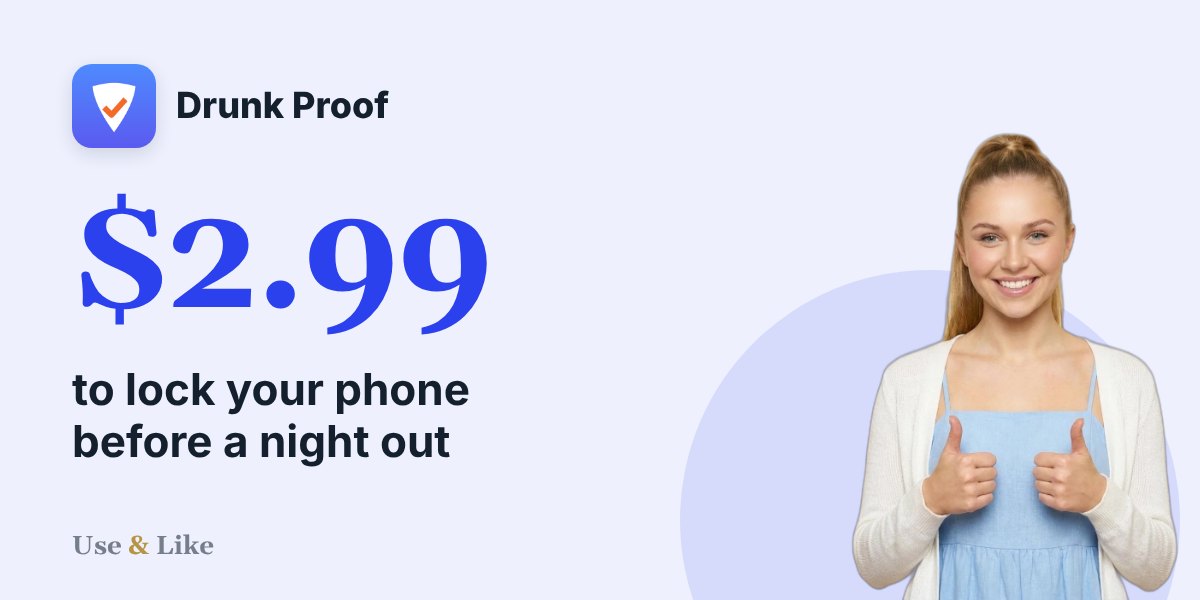 Drunk Proof
$2.99
to lock your phone
before a night out
Use & Like